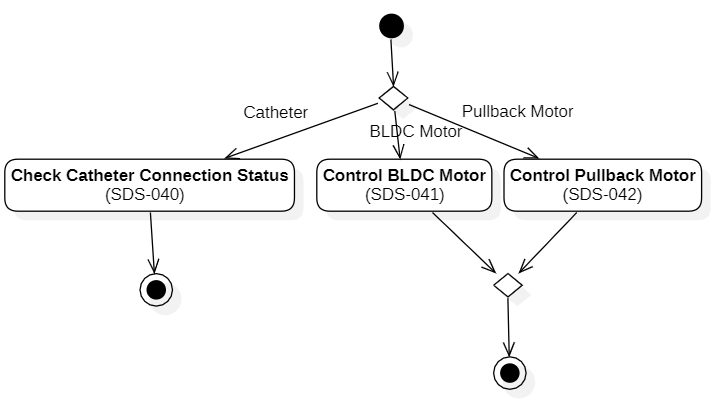 Catheter
Pullback Motor
BLDC Motor
Check Catheter Connection Status
(SDS-040)
Control BLDC Motor
(SDS-041)
Control Pullback Motor
(SDS-042)